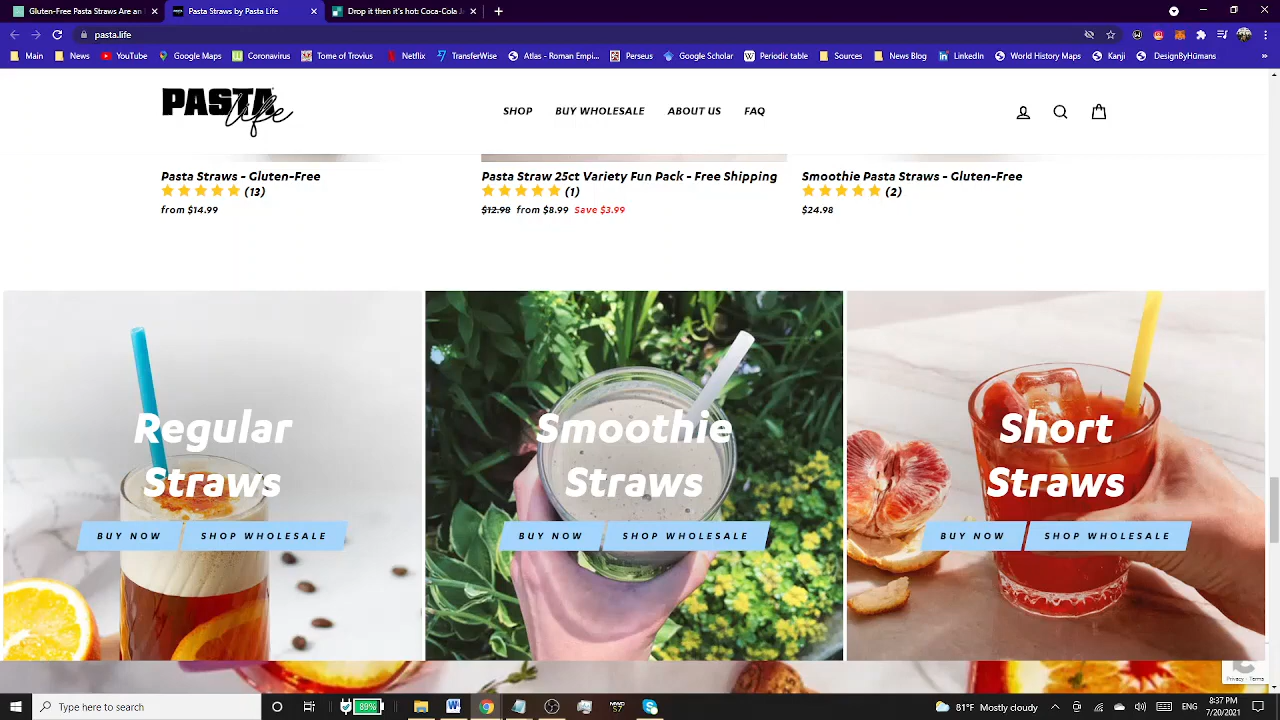 Gluten-Free Pasta Straws Are an
Pasta Straws by Pasta Life
Drop it then it's hot: Coca-Cola
pasta.life
Main
News
YouTube
Google Maps
Coronavirus
Tome of Trovius
Netflix
TransferWise
Atlas - Roman Empi...
Perseus
Google Scholar
Periodic table
Sources
News Blog
LinkedIn
World History Maps
Kanji
DesignByHumans
PASTA life
SHOP
BUY WHOLESALE
ABOUT US
FAQ
Pasta Straws - Gluten-Free
(13)
from $14.99
Pasta Straw 25ct Variety Fun Pack - Free Shipping
(1)
$12.98 from $8.99 Save $3.99
Smoothie Pasta Straws - Gluten-Free
(2)
$24.98
Regular
Straws
BUY NOW
SHOP WHOLESALE
Smoothie
Straws
BUY NOW
SHOP WHOLESALE
Short
Straws
BUY NOW
SHOP WHOLESALE
Privacy - Terms
Type here to search
89%
81°F Mostly cloudy
8:37 PM
7/20/2021